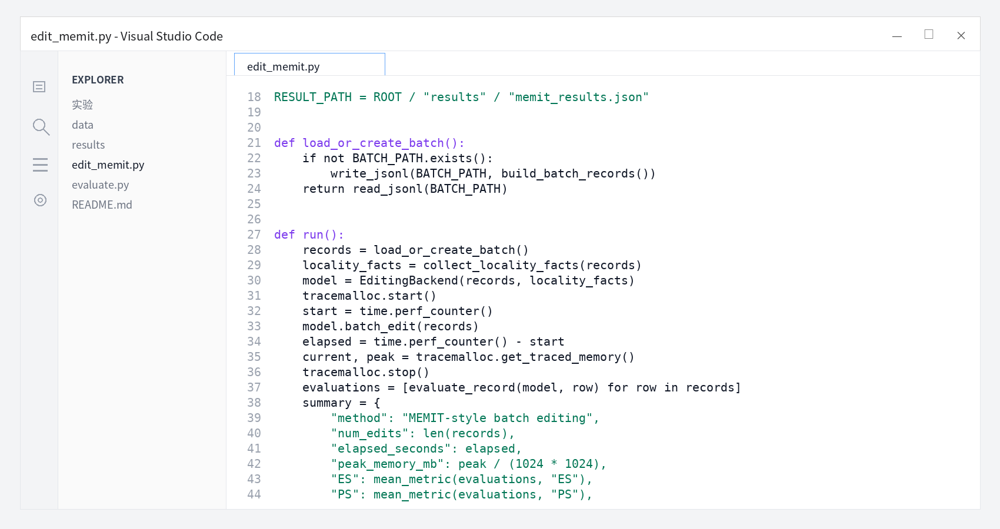 edit_memit.py - Visual Studio Code
EXPLORER
实验
data
results
edit_memit.py
evaluate.py
README.md
edit_memit.py
18 RESULT_PATH = ROOT / "results" / "memit_results.json"
19
20
21 def load_or_create_batch():
22     if not BATCH_PATH.exists():
23         write_jsonl(BATCH_PATH, build_batch_records())
24     return read_jsonl(BATCH_PATH)
25
26
27 def run():
28     records = load_or_create_batch()
29     locality_facts = collect_locality_facts(records)
30     model = EditingBackend(records, locality_facts)
31     tracemalloc.start()
32     start = time.perf_counter()
33     model.batch_edit(records)
34     elapsed = time.perf_counter() - start
35     current, peak = tracemalloc.get_traced_memory()
36     tracemalloc.stop()
37     evaluations = [evaluate_record(model, row) for row in records]
38     summary = {
39         "method": "MEMIT-style batch editing",
40         "num_edits": len(records),
41         "elapsed_seconds": elapsed,
42         "peak_memory_mb": peak / (1024 * 1024),
43         "ES": mean_metric(evaluations, "ES"),
44         "PS": mean_metric(evaluations, "PS"),